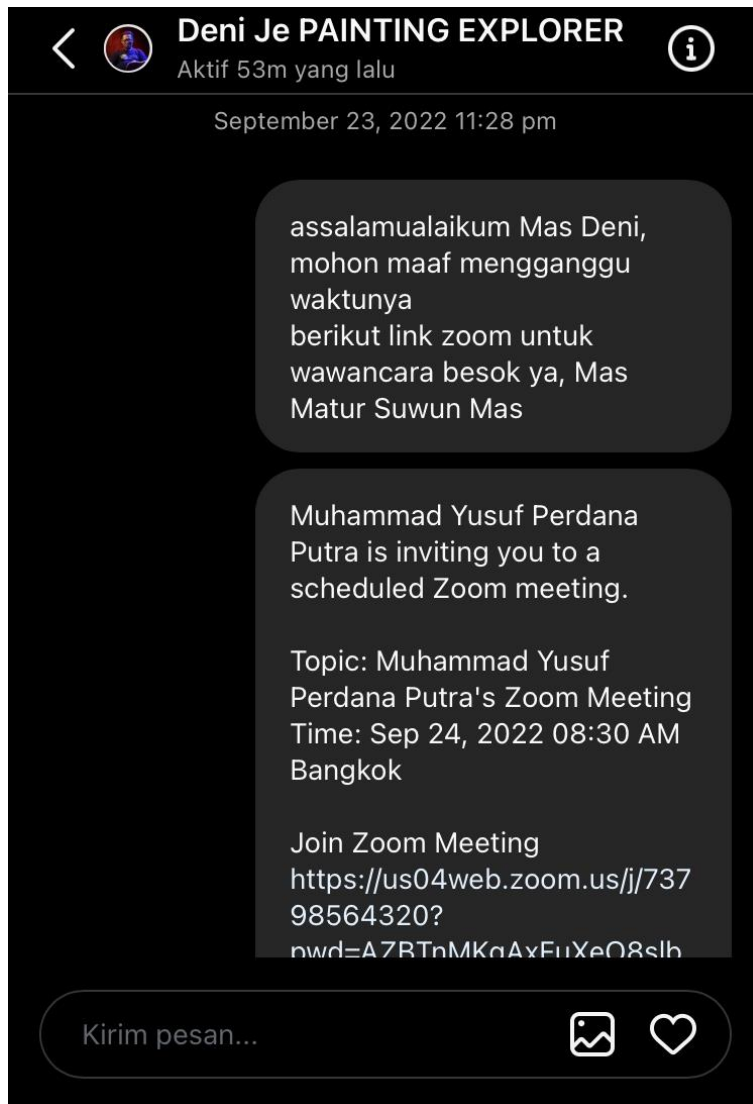 Deni Je PAINTING EXPLORER
Aktif 53m yang lalu
September 23, 2022 11:28 pm
assalamualaikum Mas Deni,
mohon maaf mengganggu
waktunya
berikut link zoom untuk
wawancara besok ya, Mas
Matur Suwun Mas
Muhammad Yusuf Perdana
Putra is inviting you to a
scheduled Zoom meeting.
Topic: Muhammad Yusuf
Perdana Putra's Zoom Meeting
Time: Sep 24, 2022 08:30 AM
Bangkok
Join Zoom Meeting
https://us04web.zoom.us/j/737
98564320?
Kirim pesan...